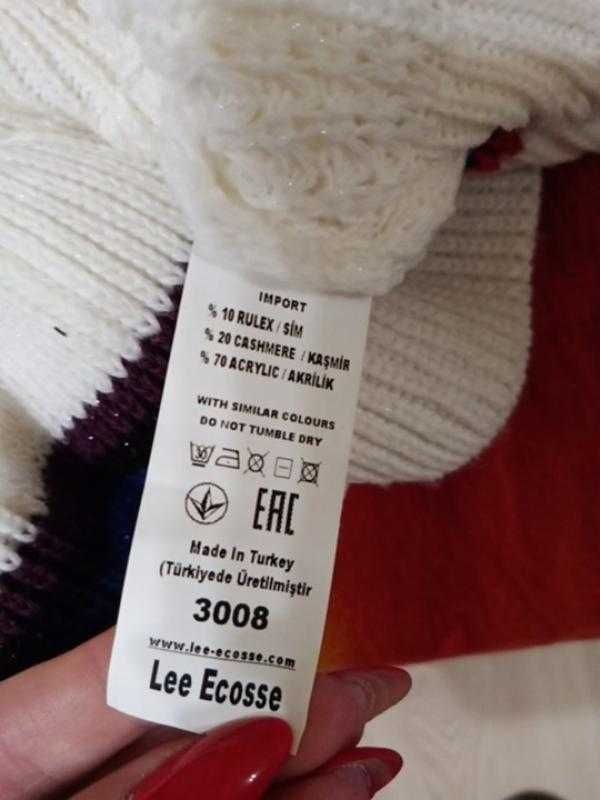 IMPORT
% 10 RULEX / SİM
% 20 CASHMERE / KAŞMİR
% 70 ACRYLIC / AKRİLİK
WITH SIMILAR COLOURS
DO NOT TUMBLE DRY
30
EAC
Made In Turkey
(Türkiyede Üretilmiştir
3008
www.lee-ecosse.com
Lee Ecosse